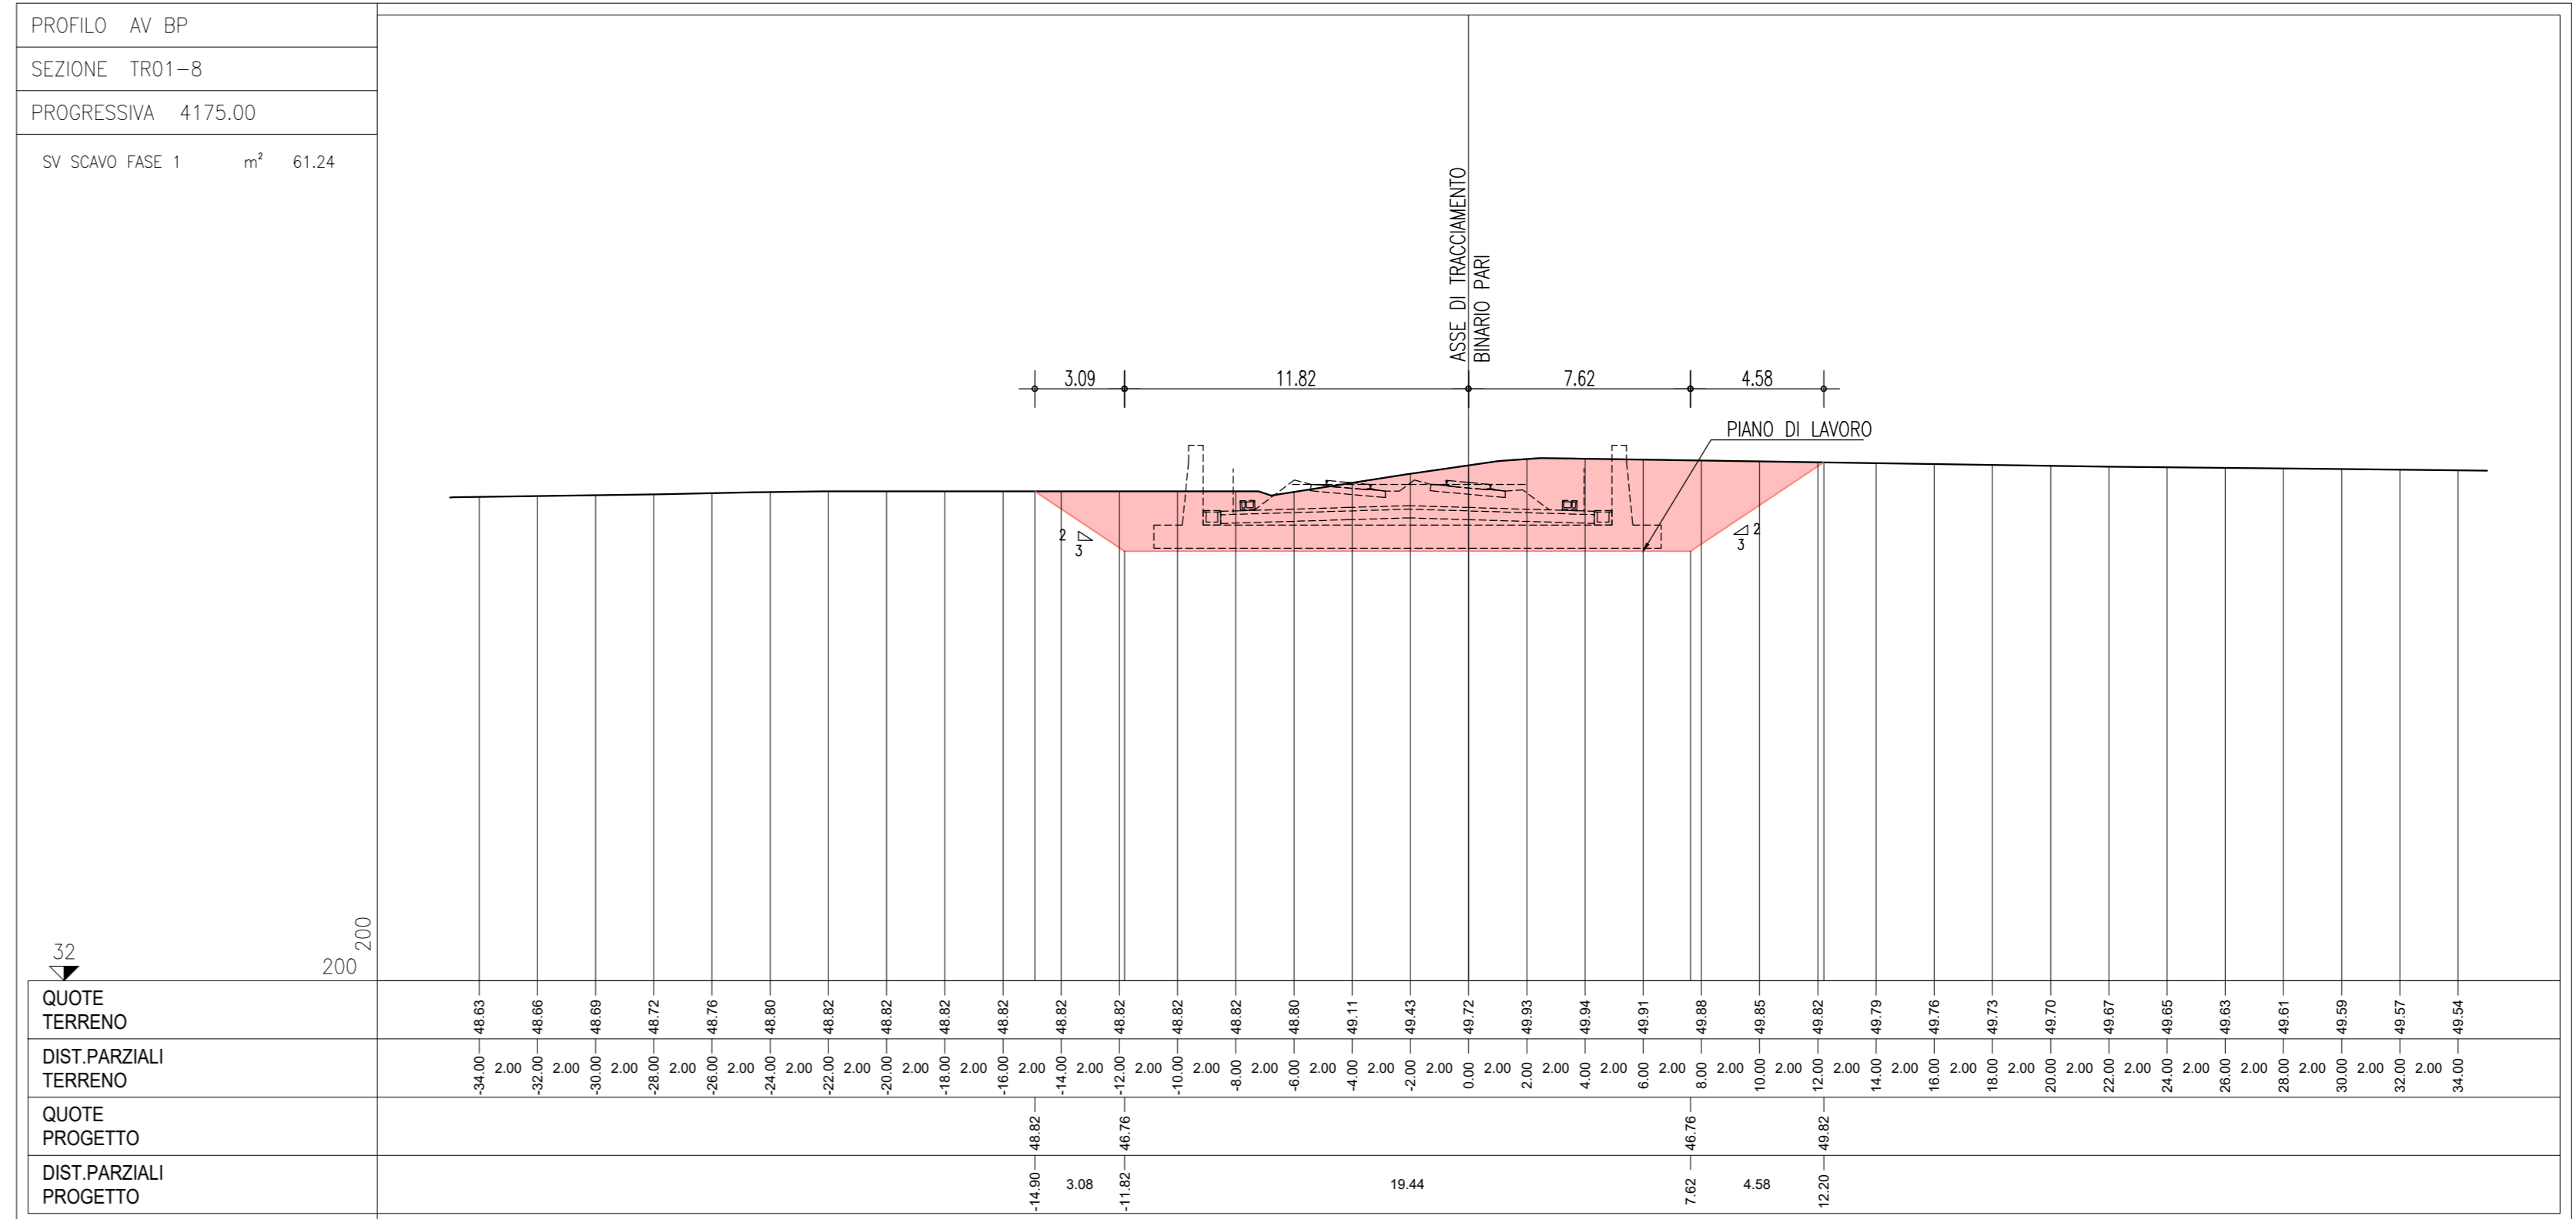 PROFILO AV BP
SEZIONE TR01-8
PROGRESSIVA 4175.00
SV SCAVO FASE 1 m² 61.24
ASSE DI TRACCIAMENTO
BINARIO PARI
3.09 11.82 7.62 4.58
PIANO DI LAVORO
2
3
2
3
32
200
200
QUOTE
TERRENO
48.63 48.66 48.69 48.72 48.76 48.80 48.82 48.82 48.82 48.82 48.82 48.82 48.82 48.82 48.80 49.11 49.43 49.72 49.93 49.94 49.91 49.88 49.85 49.82 49.79 49.76 49.73 49.70 49.67 49.65 49.63 49.61 49.59 49.57 49.54
DIST.PARZIALI
TERRENO
-34.00 2.00 -32.00 2.00 -30.00 2.00 -28.00 2.00 -26.00 2.00 -24.00 2.00 -22.00 2.00 -20.00 2.00 -18.00 2.00 -16.00 2.00 -14.00 2.00 -12.00 2.00 -10.00 2.00 -8.00 2.00 -6.00 2.00 -4.00 2.00 -2.00 2.00 0.00 2.00 2.00 2.00 4.00 2.00 6.00 2.00 8.00 2.00 10.00 2.00 12.00 2.00 14.00 2.00 16.00 2.00 18.00 2.00 20.00 2.00 22.00 2.00 24.00 2.00 26.00 2.00 28.00 2.00 30.00 2.00 32.00 2.00 34.00
QUOTE
PROGETTO
48.82 46.76 46.76 49.82
DIST.PARZIALI
PROGETTO
-14.90 3.08 -11.82 19.44 7.62 4.58 12.20